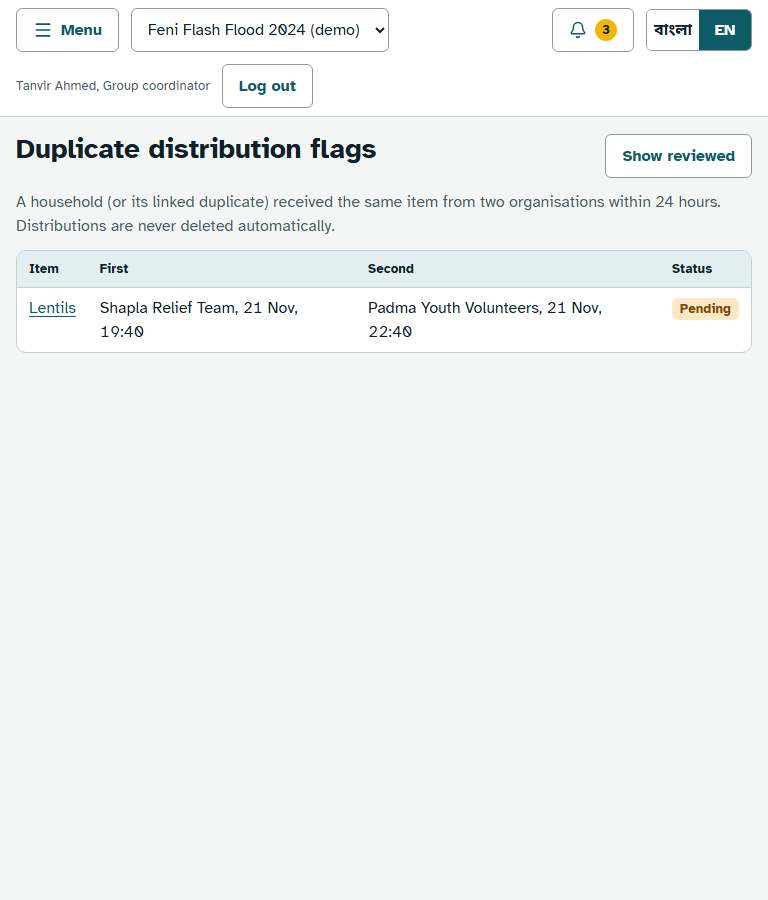 Menu
Feni Flash Flood 2024 (demo)
3
বাংলা
EN
Tanvir Ahmed, Group coordinator
Log out
Duplicate distribution flags
Show reviewed
A household (or its linked duplicate) received the same item from two organisations within 24 hours.
Distributions are never deleted automatically.
Item First Second Status
Lentils Shapla Relief Team, 21 Nov, 19:40 Padma Youth Volunteers, 21 Nov, 22:40 Pending